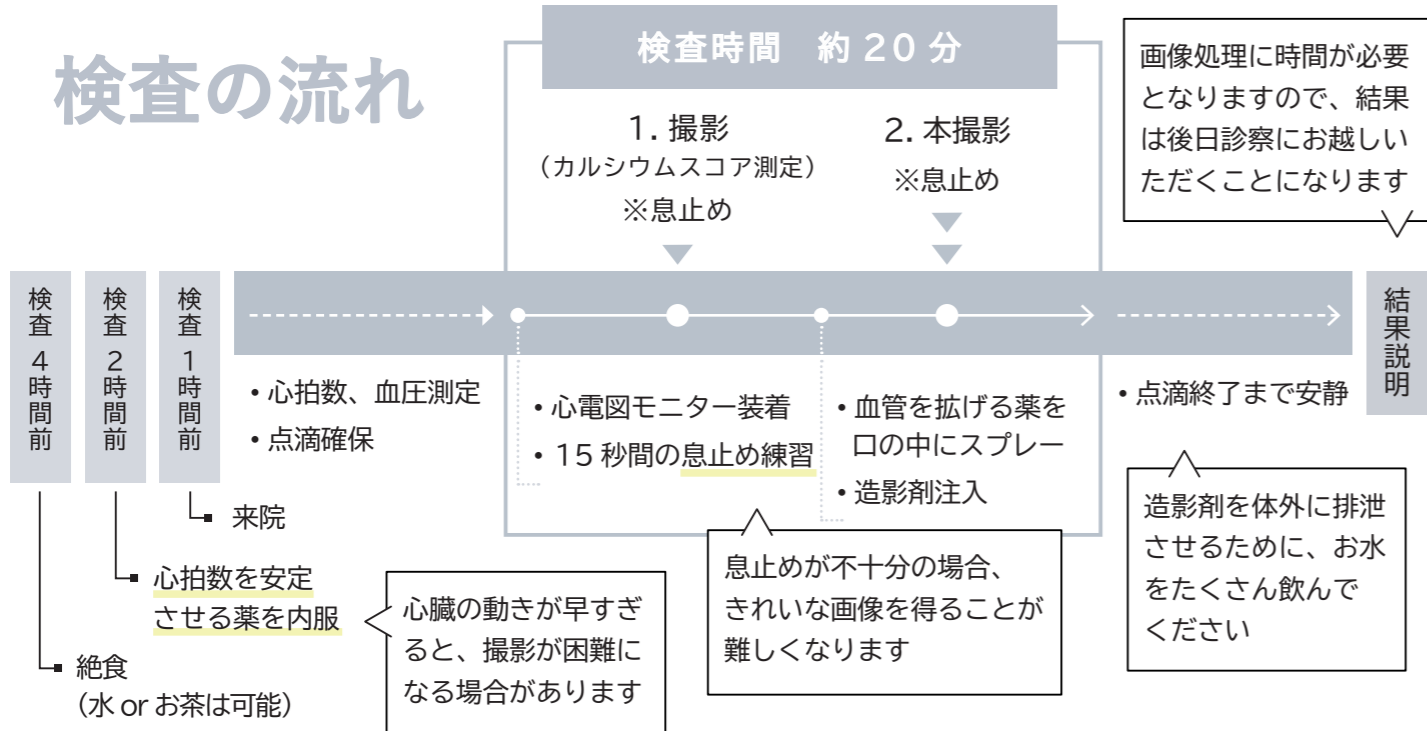 検査の流れ
検査時間　約 20 分
1. 撮影
（カルシウムスコア測定）
※息止め
2. 本撮影
※息止め
画像処理に時間が必要
となりますので、結果
は後日診察にお越しい
ただくことになります
検査 4時間前
検査 2時間前
検査 1時間前
結果説明
・心拍数、血圧測定
・点滴確保
・心電図モニター装着
・15 秒間の息止め練習
・血管を拡げる薬を
口の中にスプレー
・造影剤注入
・点滴終了まで安静
来院
心拍数を安定
させる薬を内服
絶食
（水 or お茶は可能）
心臓の動きが早すぎ
ると、撮影が困難に
なる場合があります
息止めが不十分の場合、
きれいな画像を得ることが
難しくなります
造影剤を体外に排泄
させるために、お水
をたくさん飲んで
ください